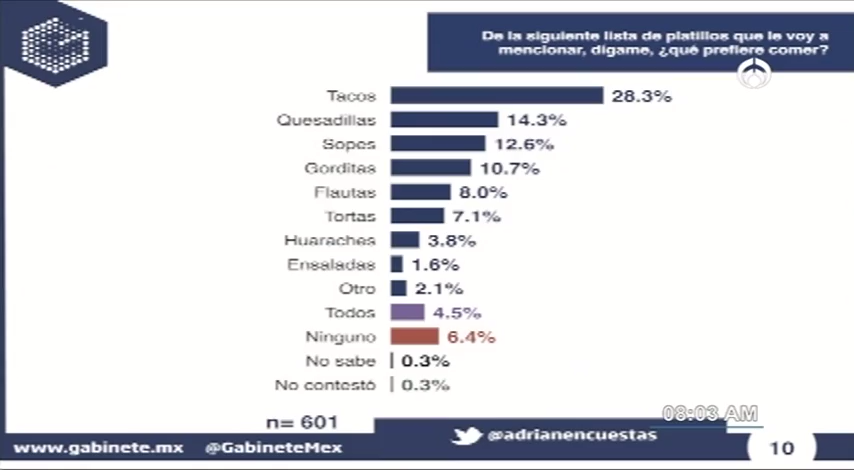 De la siguiente lista de platillos que le voy a
mencionar, dígame, ¿qué prefiere comer?
Tacos 28.3%
Quesadillas 14.3%
Sopes 12.6%
Gorditas 10.7%
Flautas 8.0%
Tortas 7.1%
Huaraches 3.8%
Ensaladas 1.6%
Otro 2.1%
Todos 4.5%
Ninguno 6.4%
No sabe 0.3%
No contestó 0.3%
n= 601
08:03 AM
www.gabinete.mx @GabineteMex @adrianencuestas 10